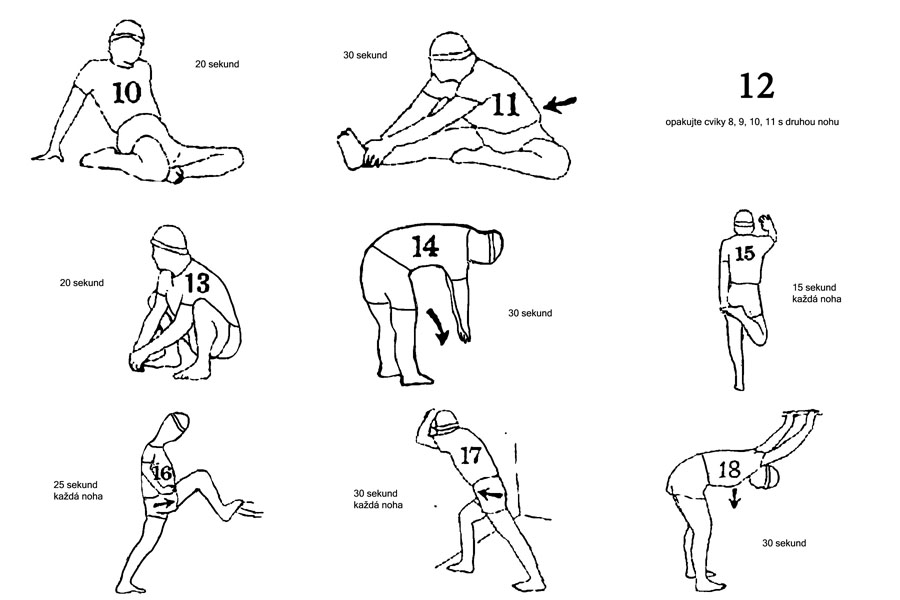 10
20 sekund
30 sekund
11
12
opakujte cviky 8, 9, 10, 11 s druhou nohu
20 sekund
13
14
30 sekund
15
15 sekund
každá noha
25 sekund
každá noha
16
30 sekund
každá noha
17
18
30 sekund